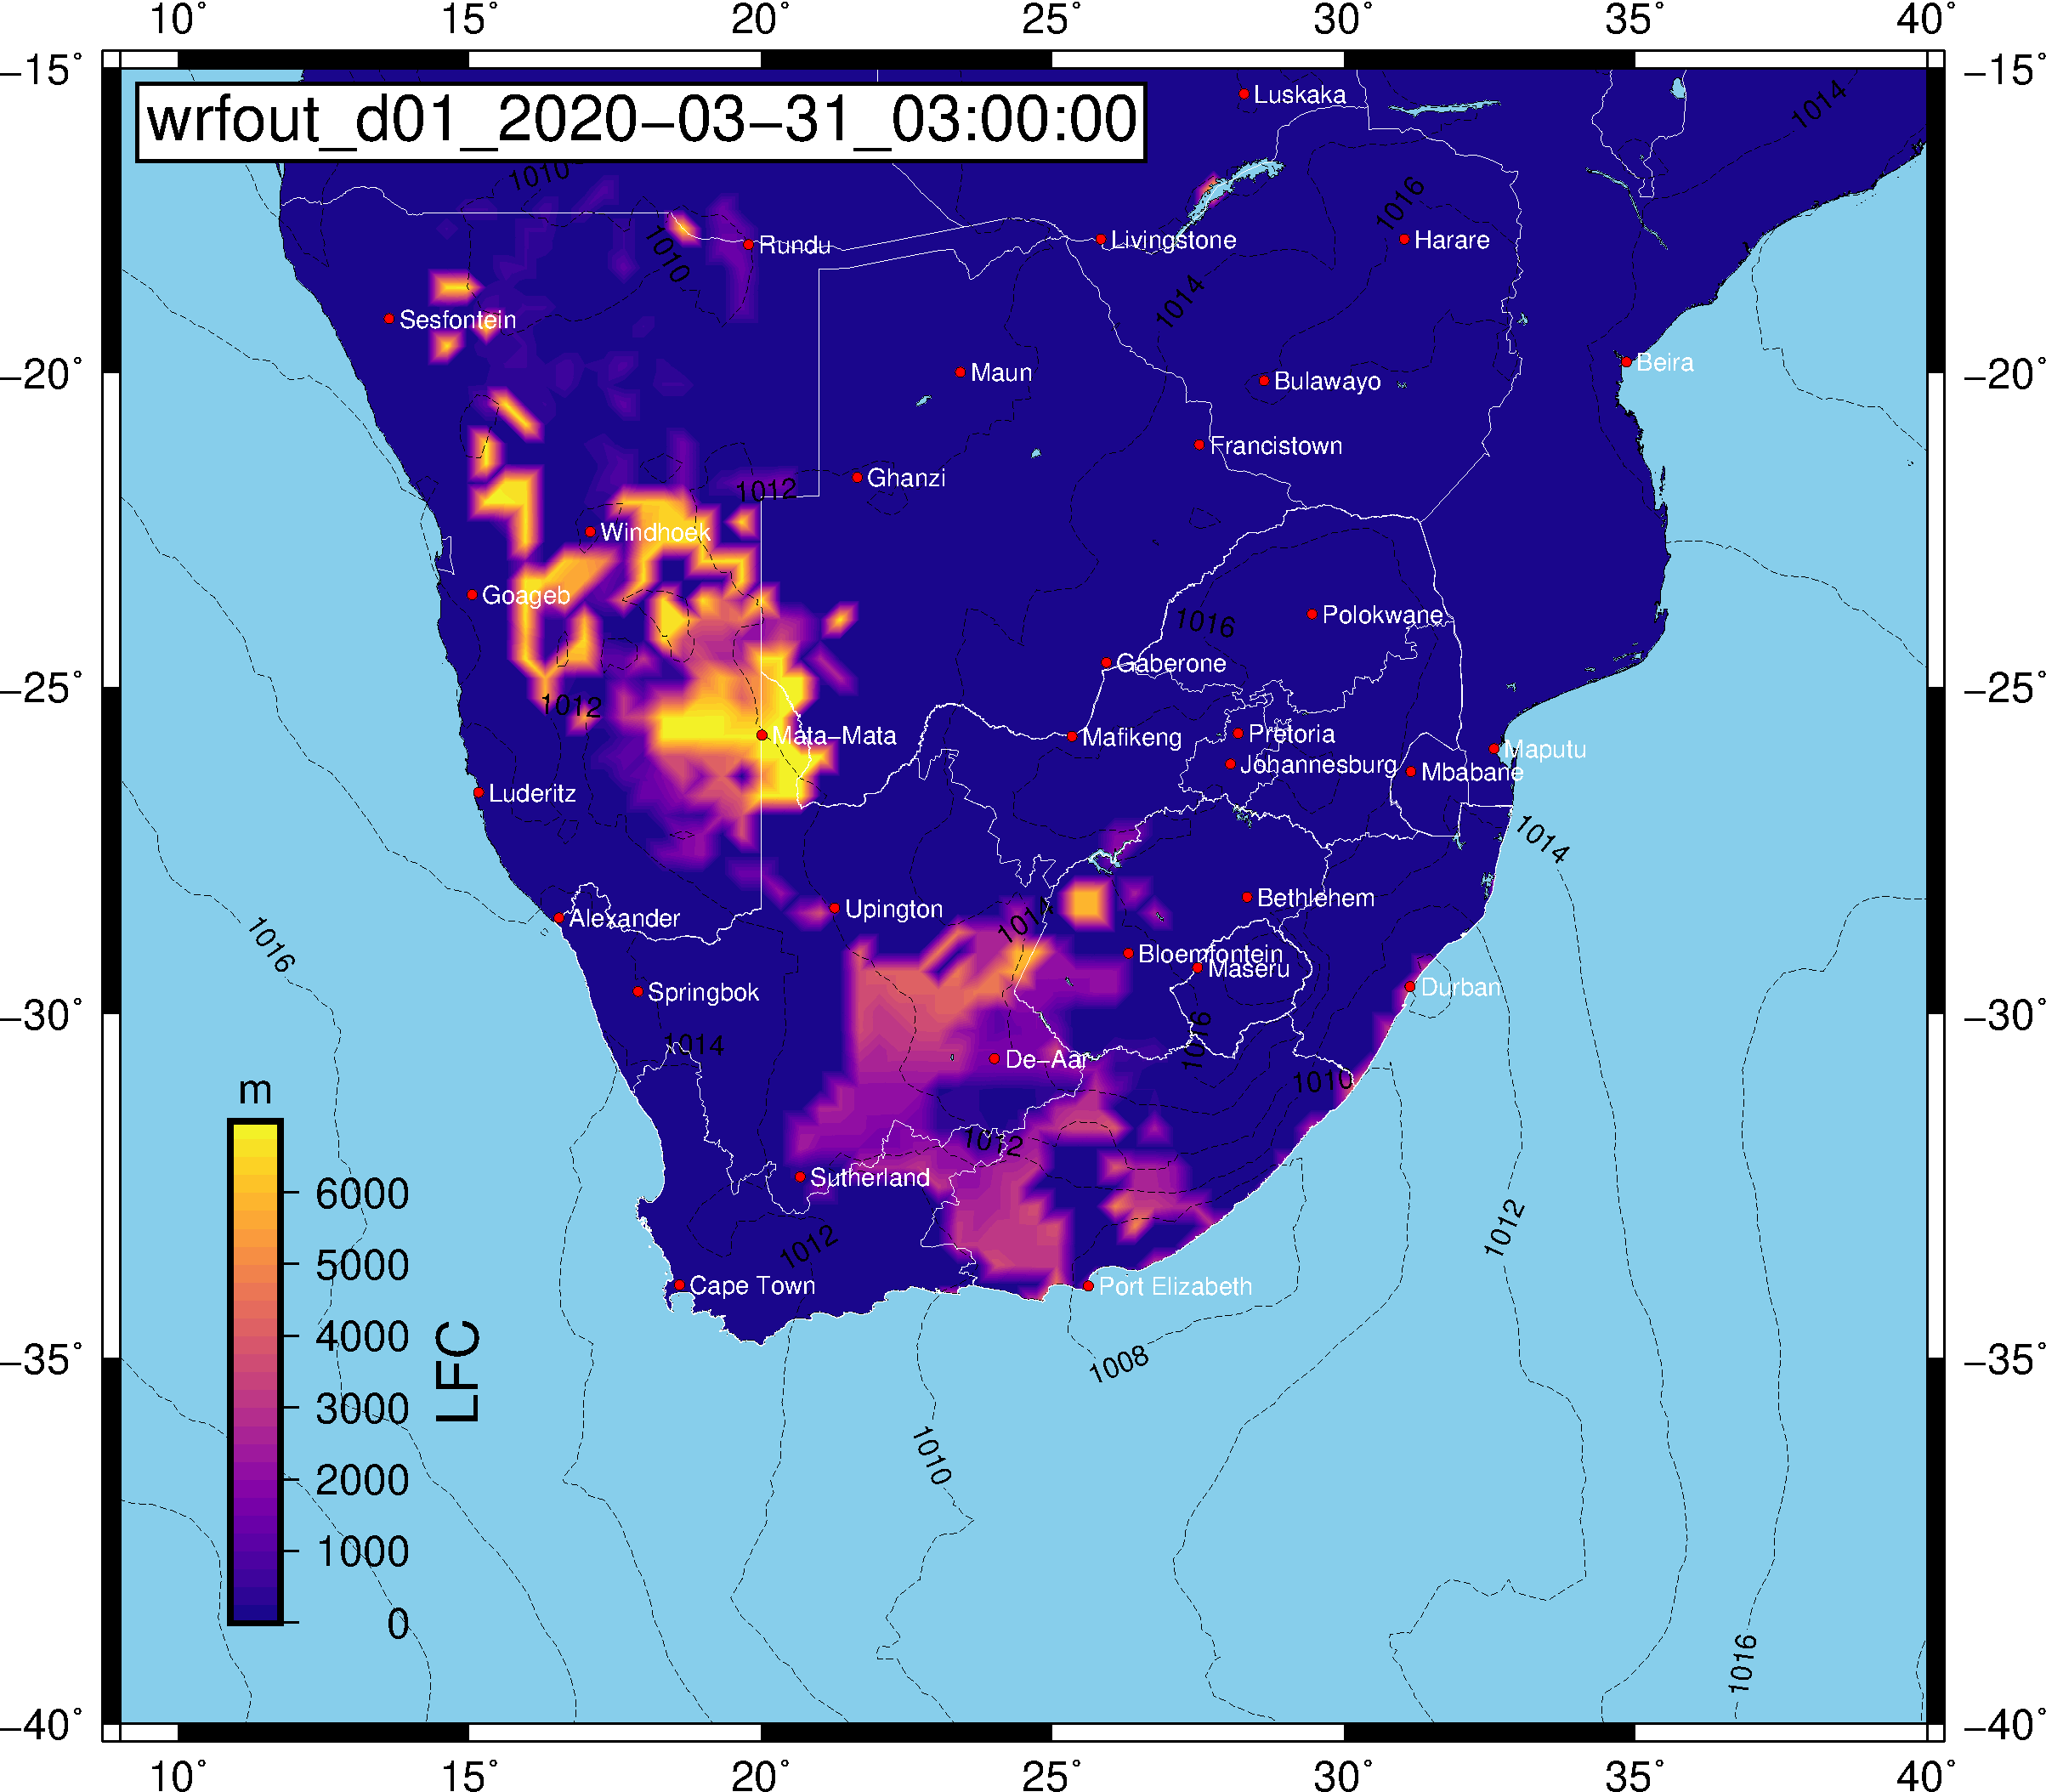 10° 15° 20° 25° 30° 35° 40°
−15° −15°
wrfout_d01_2020−03−31_03:00:00
Luskaka
1014
1010
1016
Rundu
Livingstone
Harare
1010
1014
Sesfontein
−20° −20°
Maun
Bulawayo
Beira
Francistown
Ghanzi
1012
Windhoek
Goageb
Polokwane
1016
Gaberone
−25° −25°
1012
Mata−Mata
Mafikeng
Pretoria
Maputu
Johannesburg
Mbabane
Luderitz
1014
Bethlehem
Upington
Alexander
1014
1016
Bloemfontein
Maseru
Springbok
Durban
−30° −30°
1016
1014
De−Aar
m
1010
1012
Sutherland
6000
1012
1012
5000
Cape Town
Port Elizabeth
4000
−35° −35°
1008
LFC
3000
1010
2000
1000
0
1016
−40° −40°
10° 15° 20° 25° 30° 35° 40°